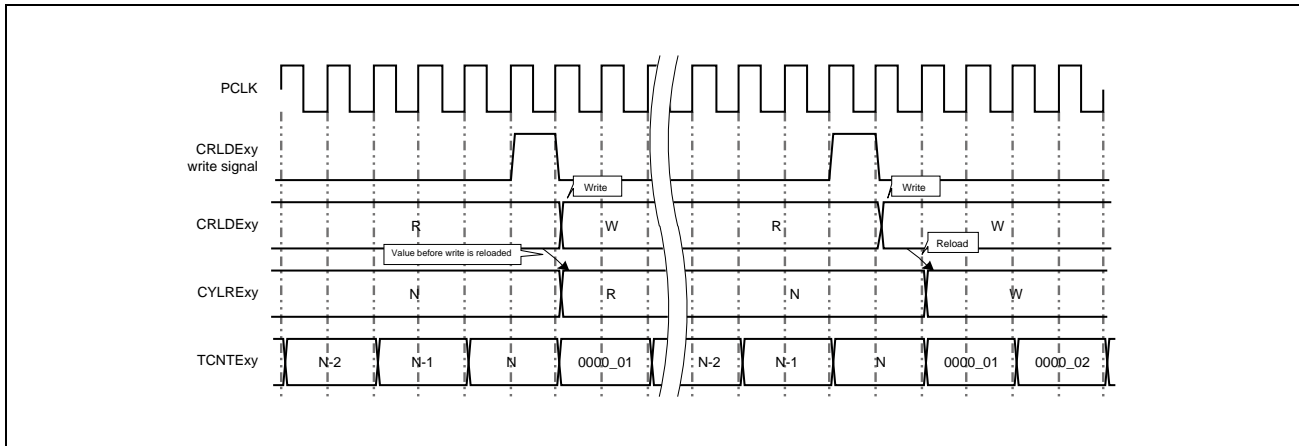 PCLK
CRLDExy
write signal
Write
Write
CRLDExy
R
W
R
W
Value before write is reloaded
Reload
CYLRExy
N
R
N
W
TCNTExy
N-2
N-1
N
0000_01
N-2
N-1
N
0000_01
0000_02